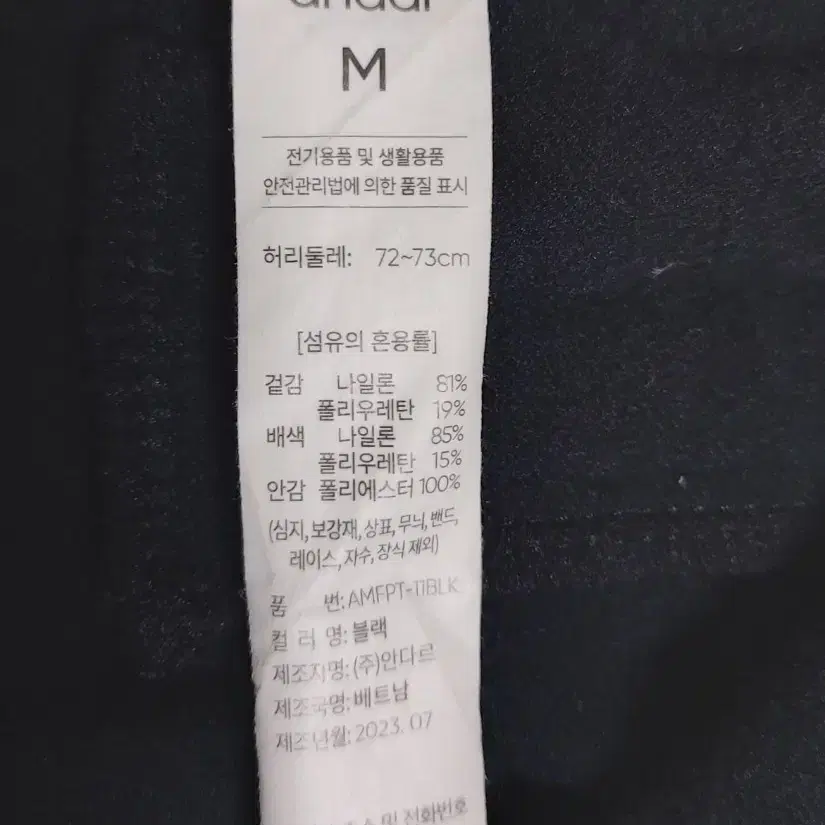 andar
M
전기용품 및 생활용품
안전관리법에 의한 품질 표시
허리둘레: 72~73cm
[섬유의 혼용률]
겉감 나일론 81%
폴리우레탄 19%
배색 나일론 85%
폴리우레탄 15%
안감 폴리에스터 100%
(심지, 보강재, 상표, 무늬, 밴드,
레이스, 자수, 장식 제외)
품 번: AMFPT-11BLK
컬 러 명: 블랙
제조자명: (주)안다르
제조국명: 베트남
제조년월: 2023. 07
및 전화번호